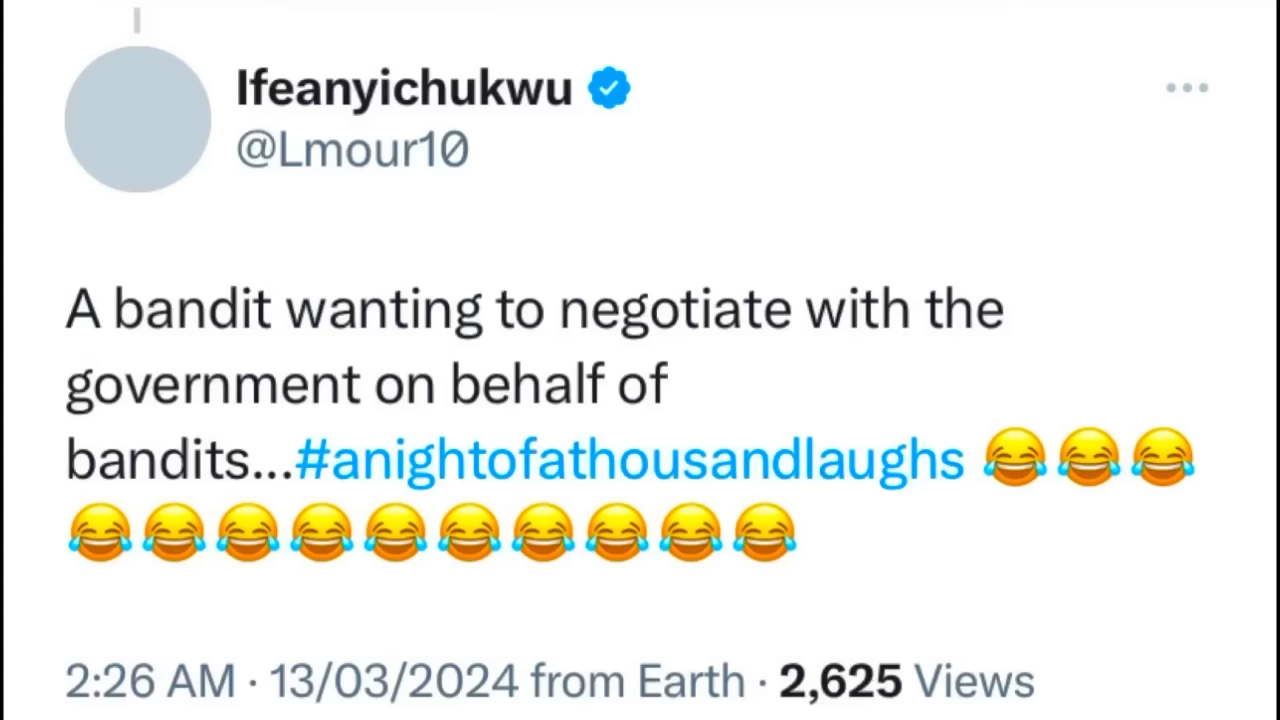 Ifeanyichukwu
@Lmour10
A bandit wanting to negotiate with the
government on behalf of
bandits...#anightofathousandlaughs 😂😂😂
😂😂😂😂😂😂😂😂😂😂
2:26 AM · 13/03/2024 from Earth · 2,625 Views